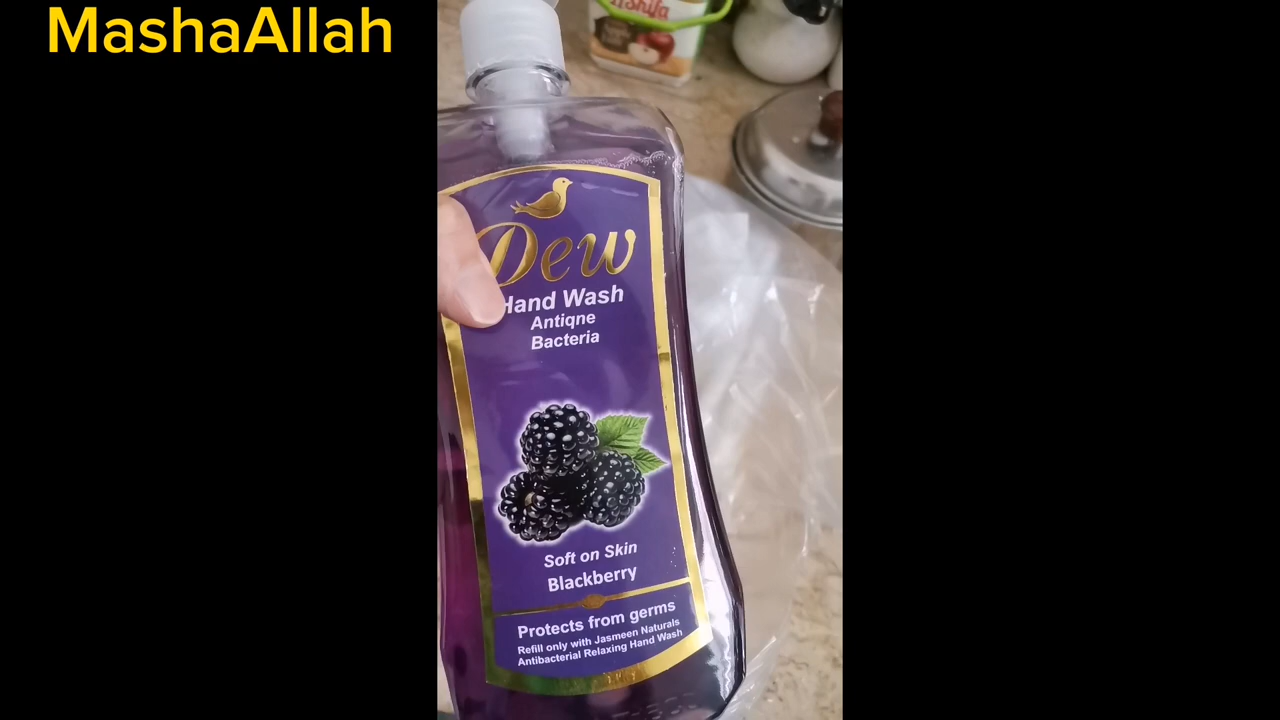 MashaAllah
Shifa
Dew
Hand Wash
Antiqne
Bacteria
Soft on Skin
Blackberry
Protects from germs
Refill only with Jasmeen Naturals
Antibacterial Relaxing Hand Wash